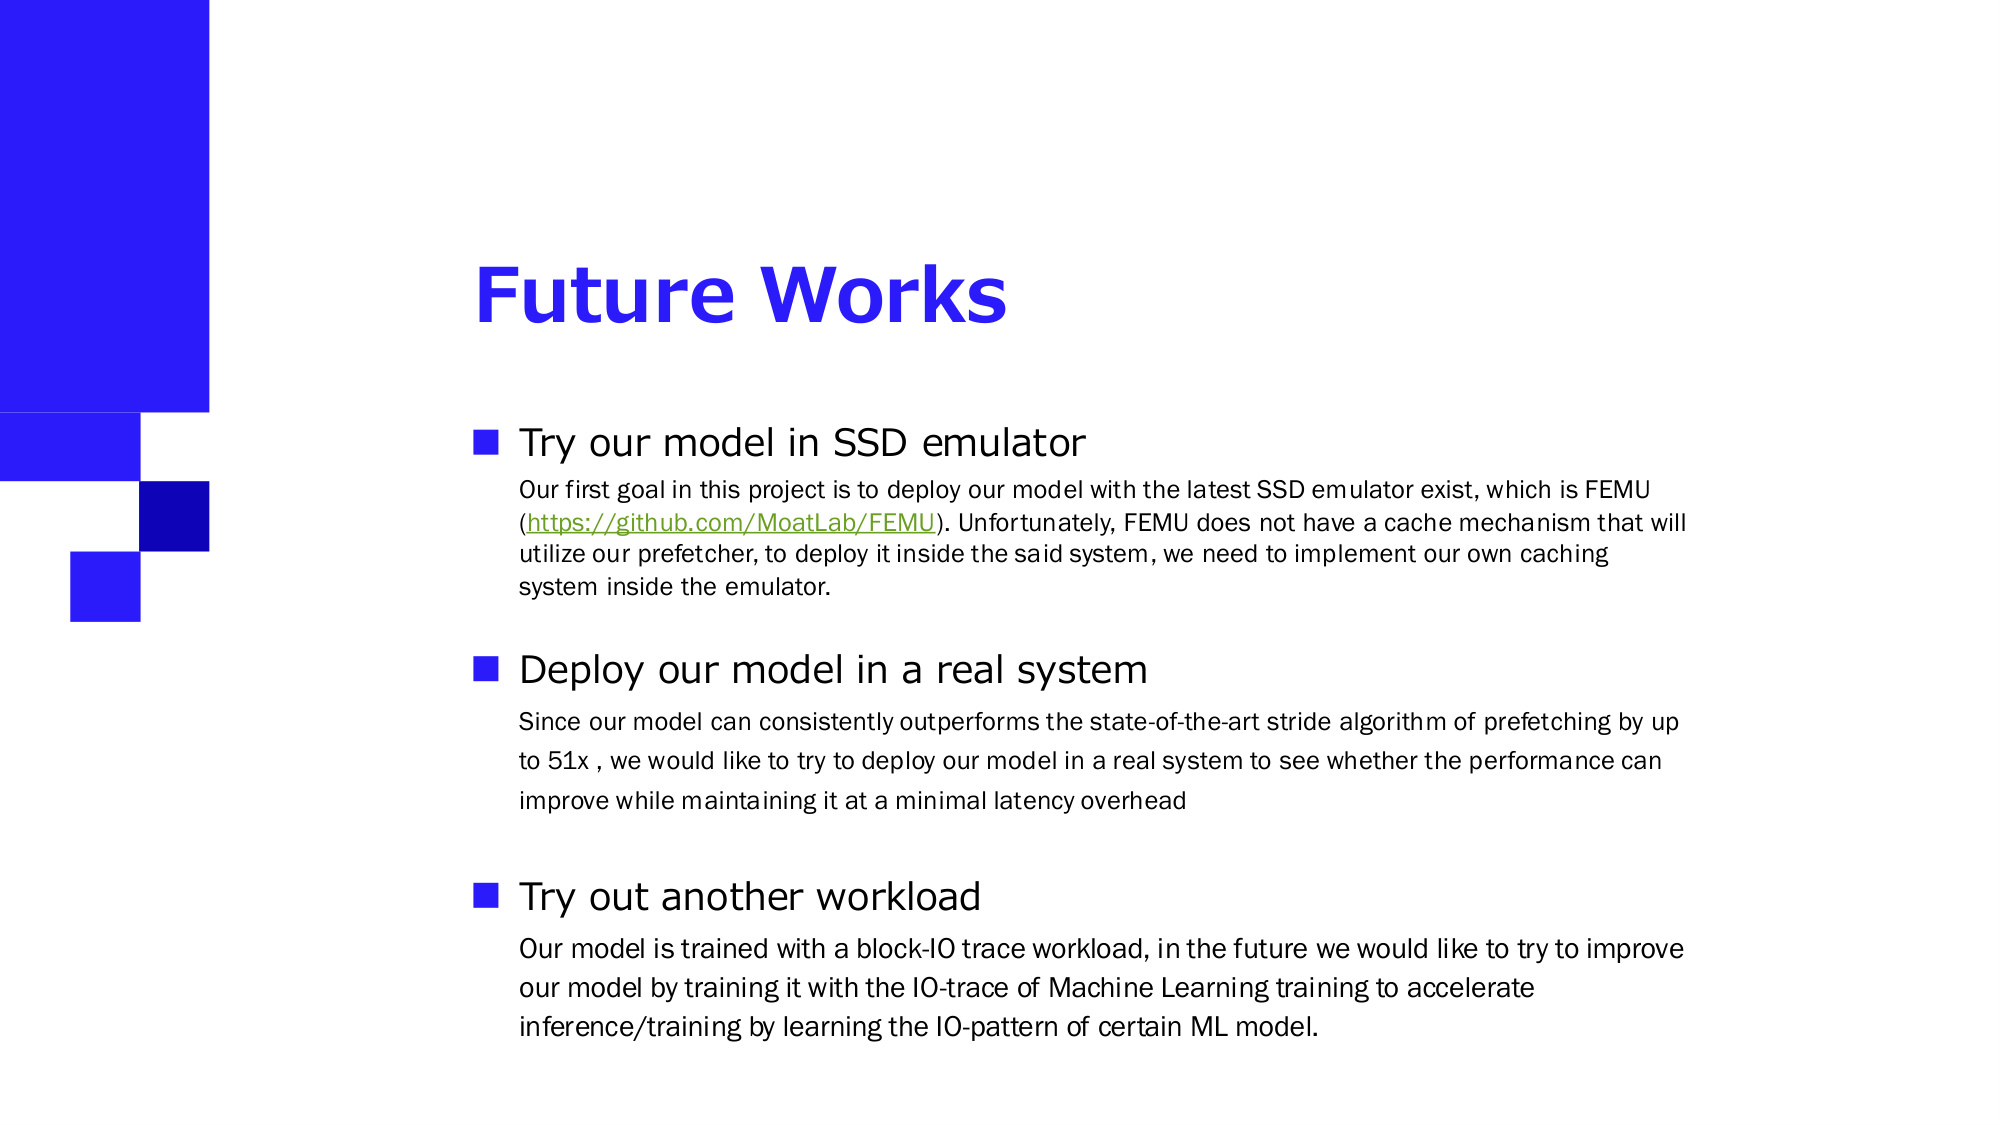 Future Works
Try our model in SSD emulator
Our first goal in this project is to deploy our model with the latest SSD emulator exist, which is FEMU
(https://github.com/MoatLab/FEMU). Unfortunately, FEMU does not have a cache mechanism that will
utilize our prefetcher, to deploy it inside the said system, we need to implement our own caching
system inside the emulator.
Deploy our model in a real system
Since our model can consistently outperforms the state-of-the-art stride algorithm of prefetching by up
to 51x , we would like to try to deploy our model in a real system to see whether the performance can
improve while maintaining it at a minimal latency overhead
Try out another workload
Our model is trained with a block-IO trace workload, in the future we would like to try to improve
our model by training it with the IO-trace of Machine Learning training to accelerate
inference/training by learning the IO-pattern of certain ML model.